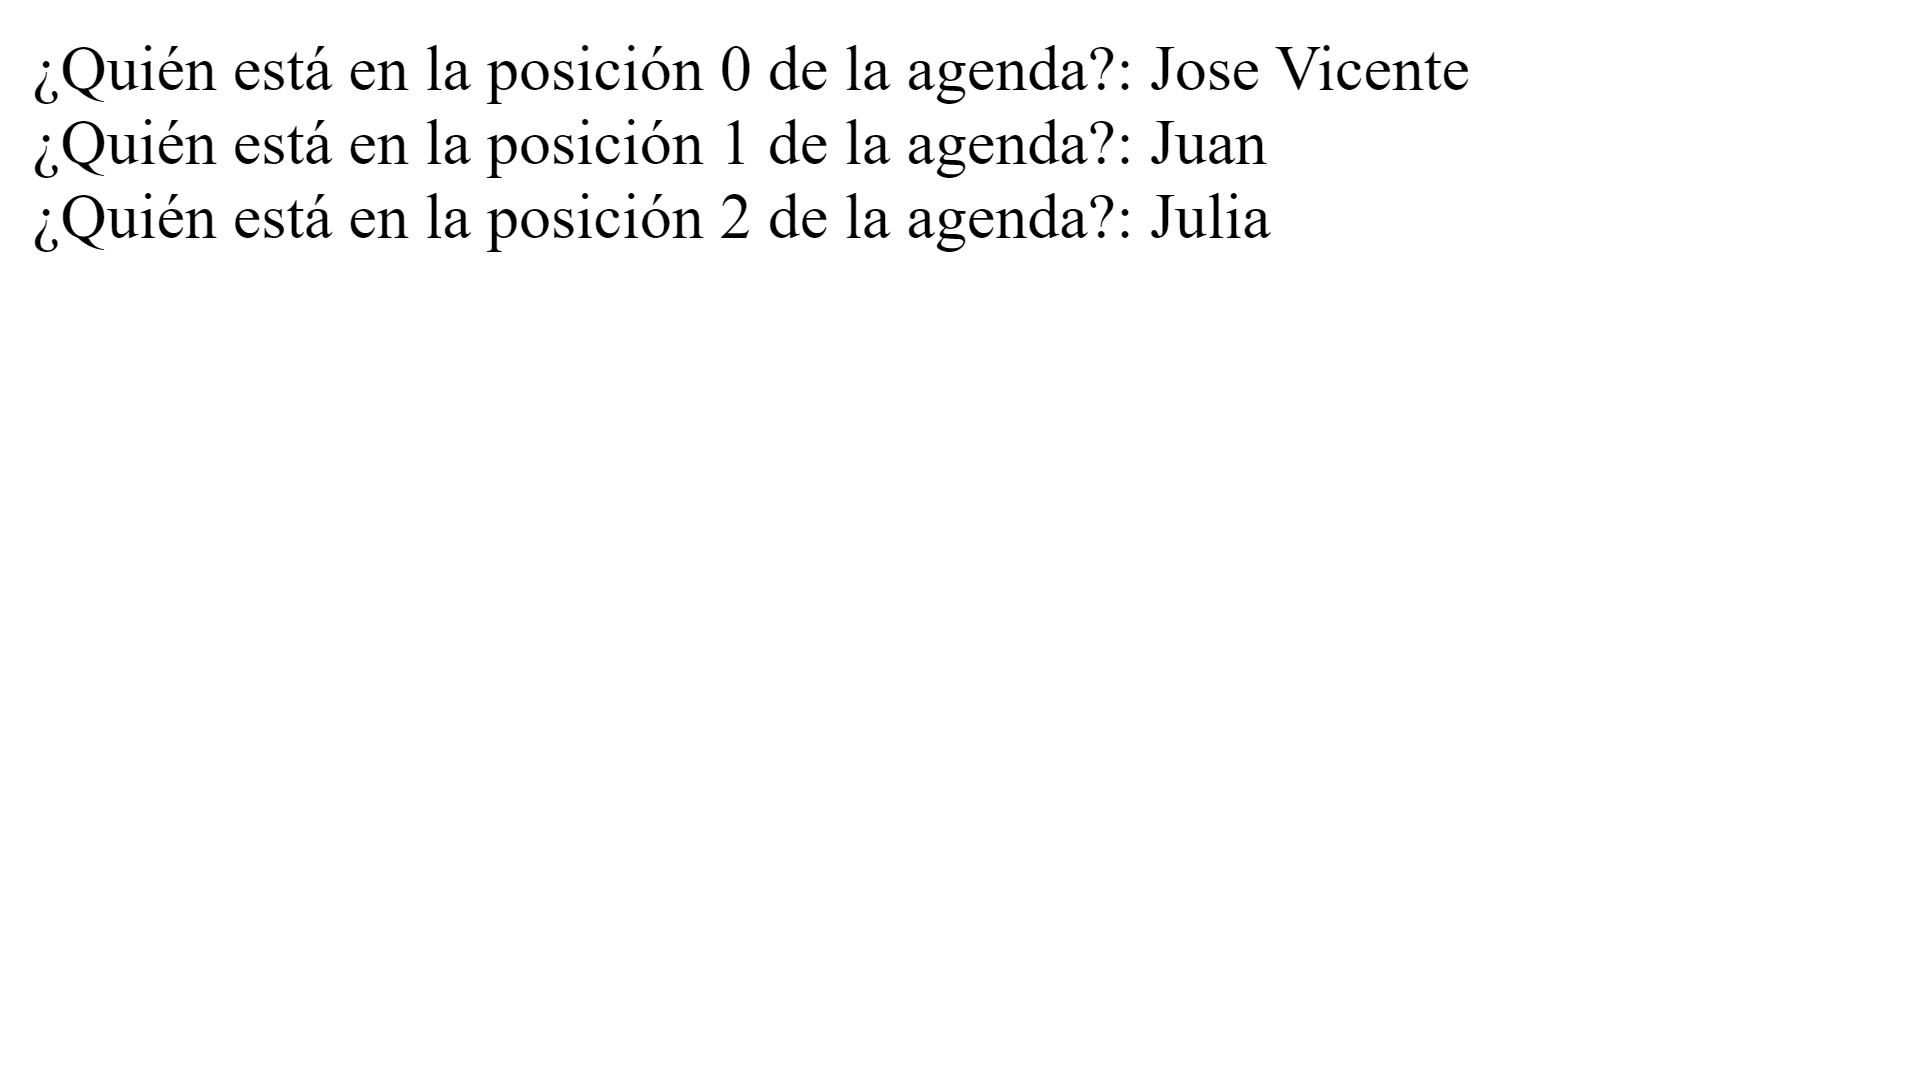 ¿Quién está en la posición 0 de la agenda?: Jose Vicente
¿Quién está en la posición 1 de la agenda?: Juan
¿Quién está en la posición 2 de la agenda?: Julia